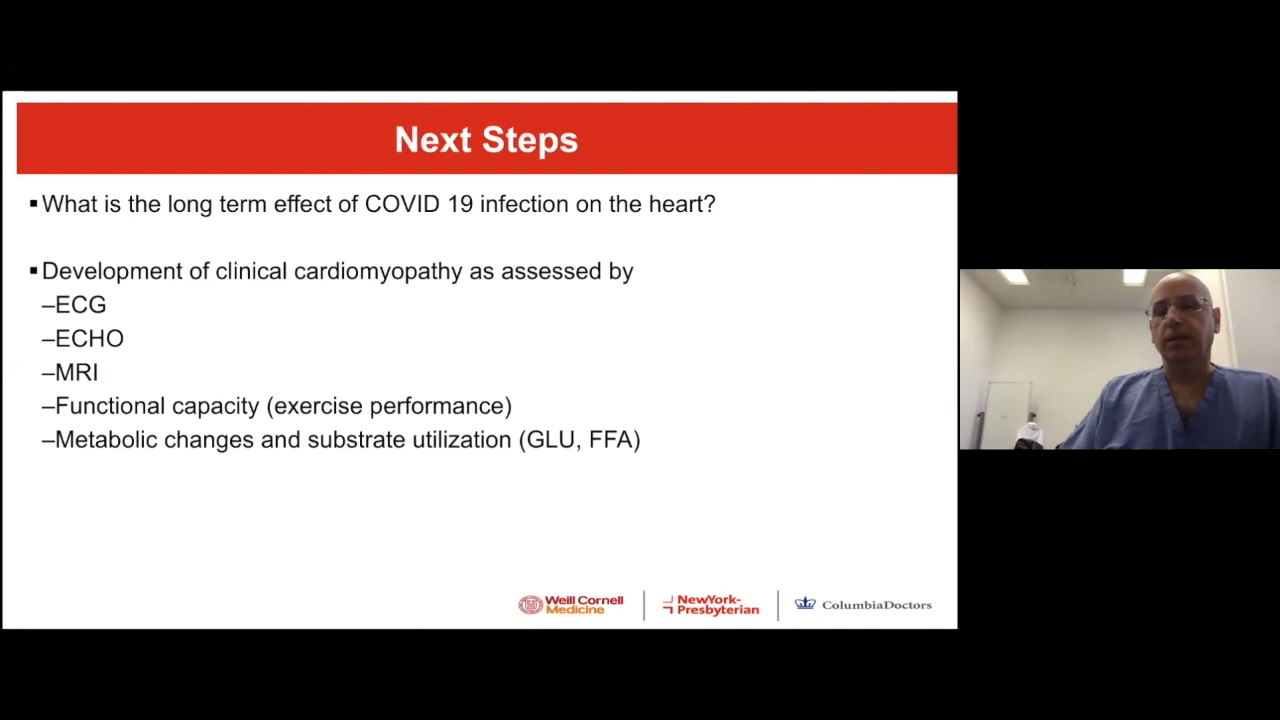 Next Steps
▪What is the long term effect of COVID 19 infection on the heart?
▪Development of clinical cardiomyopathy as assessed by
–ECG
–ECHO
–MRI
–Functional capacity (exercise performance)
–Metabolic changes and substrate utilization (GLU, FFA)
Weill Cornell
Medicine
NewYork-
Presbyterian
ColumbiaDoctors